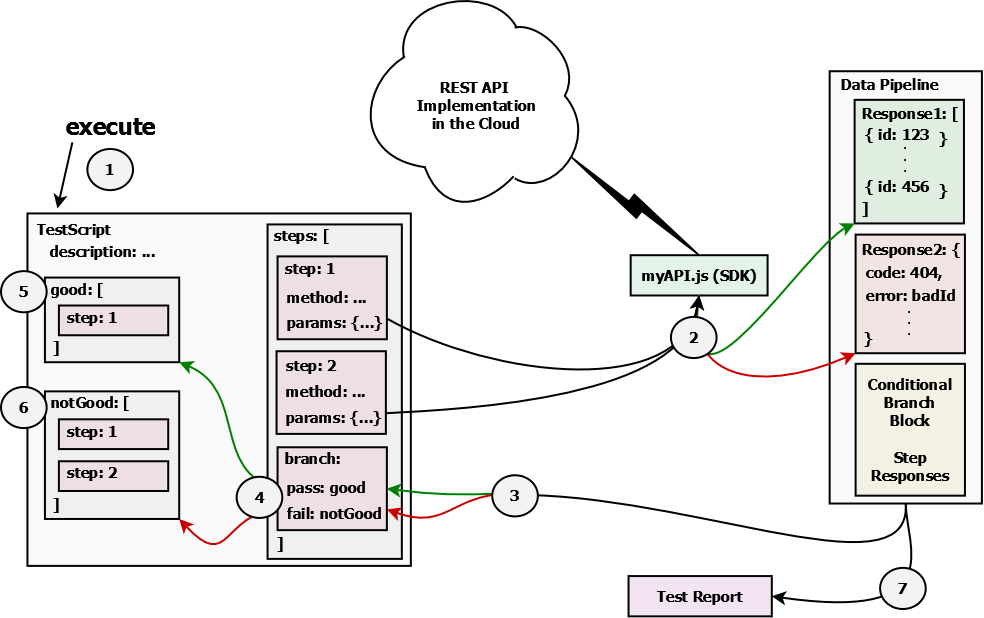 REST API
Implementation
in the Cloud
execute
1
TestScript
description: ...
5
good: [
step: 1
]
6
notGood: [
step: 1
step: 2
]
steps: [
step: 1
method: ...
params: {...}
step: 2
method: ...
params: {...}
branch:
pass: good
fail: notGood
]
4
3
myAPI.js (SDK)
2
Data Pipeline
Response1: [
{ id: 123 }
.
.
.
{ id: 456 }
]
Response2: {
code: 404,
error: badId
.
.
.
}
Conditional
Branch
Block
Step
Responses
7
Test Report